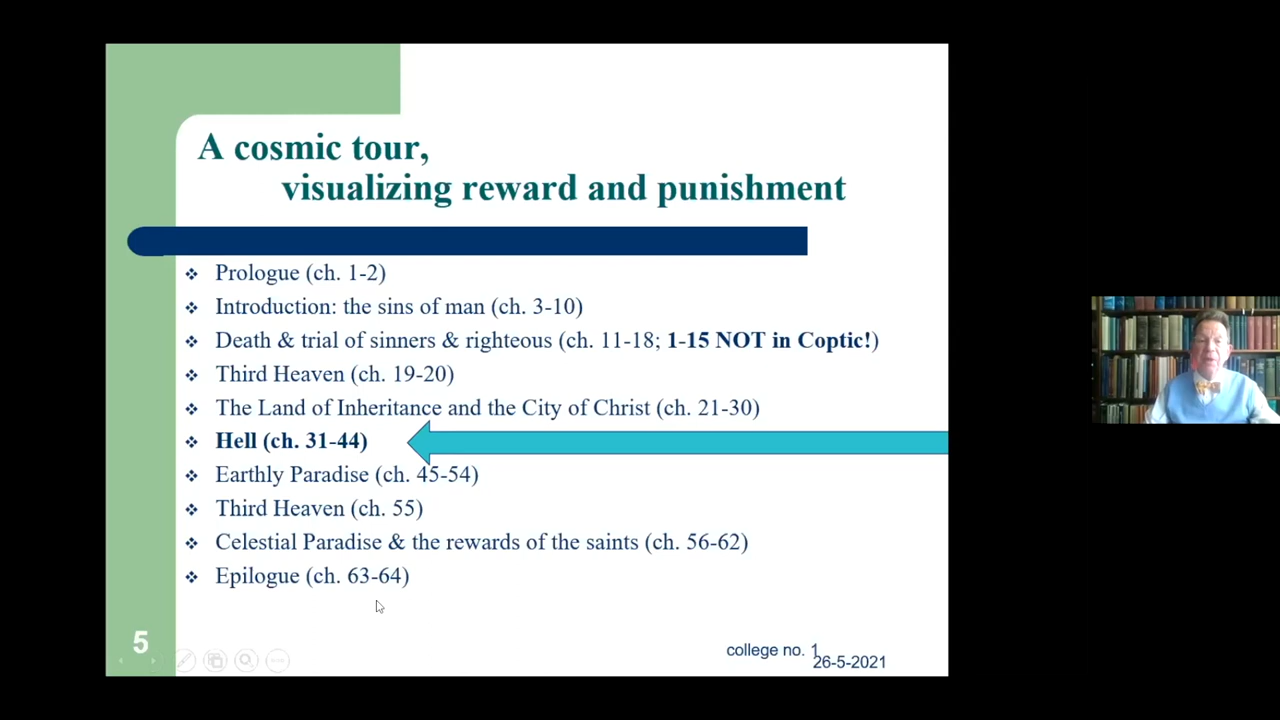 A cosmic tour,
visualizing reward and punishment
Prologue (ch. 1-2)
Introduction: the sins of man (ch. 3-10)
Death & trial of sinners & righteous (ch. 11-18; 1-15 NOT in Coptic!)
Third Heaven (ch. 19-20)
The Land of Inheritance and the City of Christ (ch. 21-30)
Hell (ch. 31-44)
Earthly Paradise (ch. 45-54)
Third Heaven (ch. 55)
Celestial Paradise & the rewards of the saints (ch. 56-62)
Epilogue (ch. 63-64)
5
college no. 1
26-5-2021